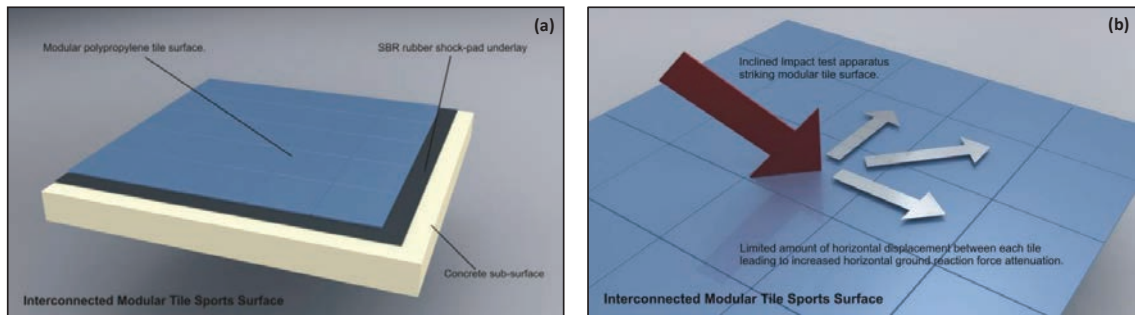 (a)
Modular polypropylene tile surface.
SBR rubber shock-pad underlay
Concrete sub-surface
Interconnected Modular Tile Sports Surface
(b)
Inclined Impact test apparatus
striking modular tile surface.
Limited amount of horizontal displacement between each tile
leading to increased horizontal ground reaction force attenuation.
Interconnected Modular Tile Sports Surface